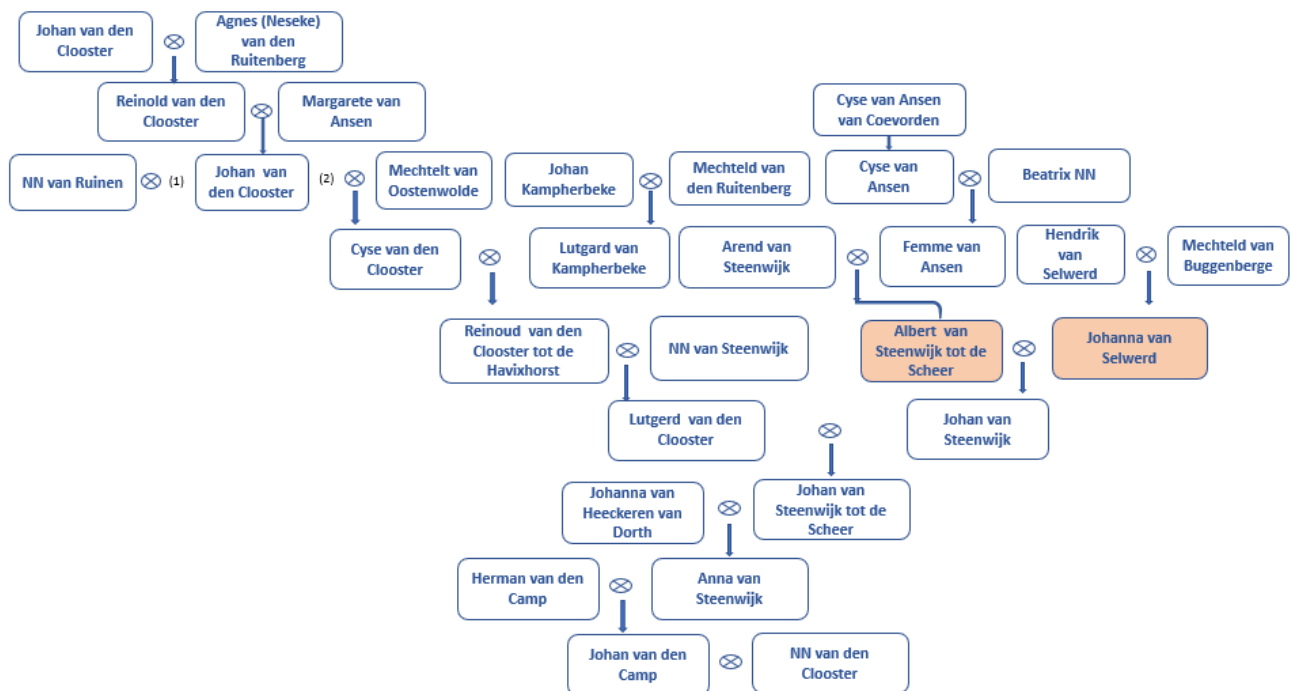 Johan van den
Clooster
Agnes (Neseke)
van den
Ruitenberg
Reinold van den
Clooster
Margarete van
Ansen
Cyse van Ansen
van Coevorden
NN van Ruinen
(1)
Johan van
den Clooster
(2)
Mechtelt van
Oostenwolde
Johan
Kampherbeke
Mechteld van
den Ruitenberg
Cyse van
Ansen
Beatrix NN
Cyse van den
Clooster
Lutgard van
Kampherbeke
Arend van
Steenwijk
Femme van
Ansen
Hendrik
van
Selwerd
Mechteld van
Buggenberge
Reinoud van den
Clooster tot de
Havixhorst
NN van Steenwijk
Albert van
Steenwijk tot de
Scheer
Johanna van
Selwerd
Lutgerd van den
Clooster
Johan van
Steenwijk
Johanna van
Heeckeren van
Dorth
Johan van
Steenwijk tot de
Scheer
Herman van den
Camp
Anna van
Steenwijk
Johan van den
Camp
NN van den
Clooster